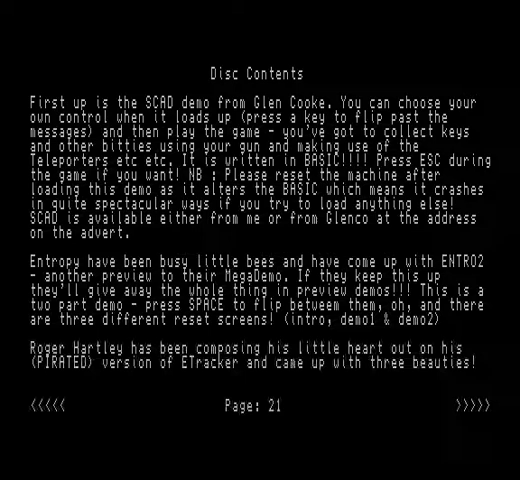 Disc Contents
First up is the SCAD demo from Glen Cooke. You can choose your
own control when it loads up (press a key to flip past the
messages) and then play the game - you've got to collect keys
and other bitties using your gun and making use of the
Teleporters etc etc. It is written in BASIC!!!! Press ESC during
the game if you want! NB : Please reset the machine after
loading this demo as it alters the BASIC which means it crashes
in quite spectacular ways if you try to load anything else!
SCAD is available either from me or from Glenco at the address
on the advert.
Entropy have been busy little bees and have come up with ENTRO2
- another preview to their MegaDemo. If they keep this up
they'll give away the whole thing in preview demos!!! This is a
two part demo - press SPACE to flip between them, oh, and there
are three different reset screens! (intro, demo1 & demo2)
Roger Hartley has been composing his little heart out on his
(PIRATED) version of ETracker and came up with three beauties!
<<<<< Page: 21 >>>>>